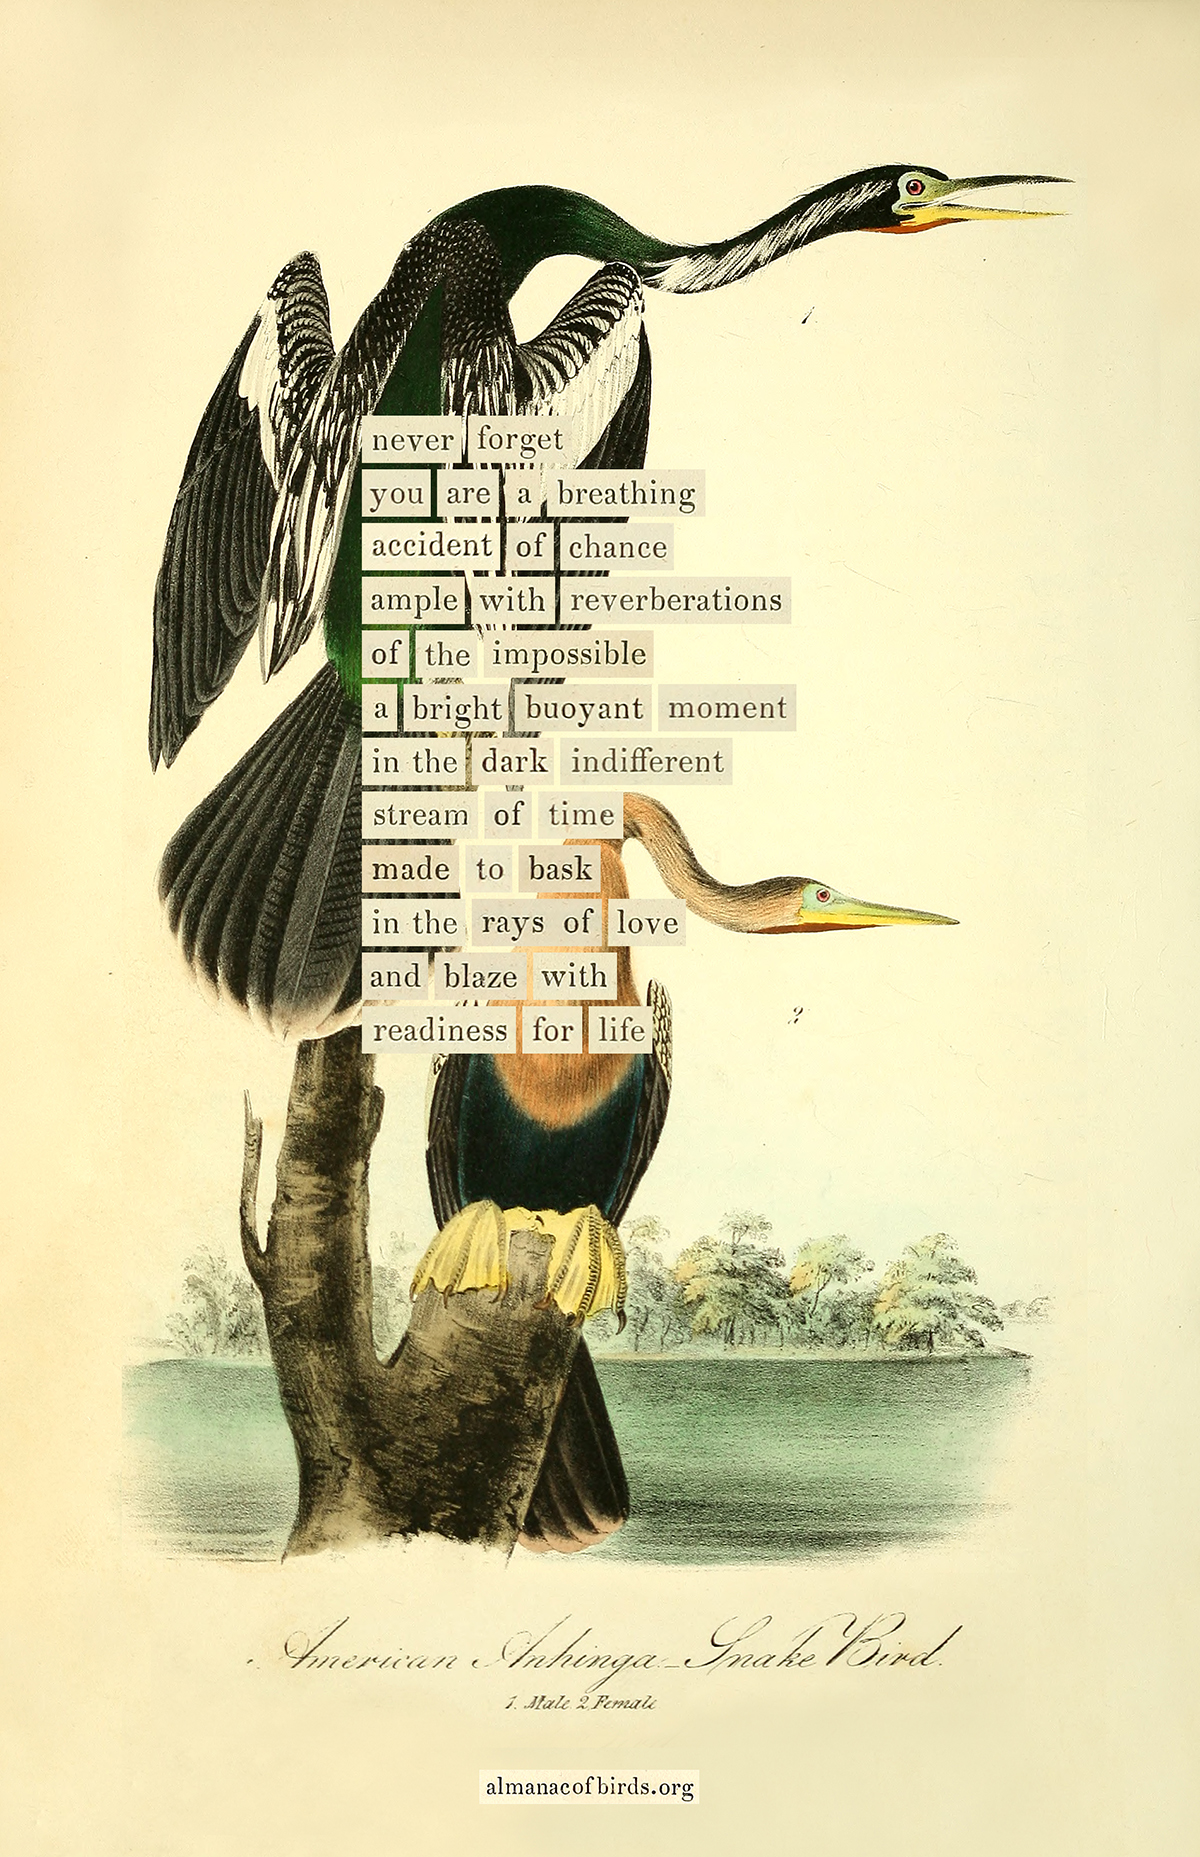 1.
never forget
you are a breathing
accident of chance
ample with reverberations
of the impossible
a bright buoyant moment
in the dark indifferent
stream of time
made to bask
in the rays of love
and blaze with
readiness for life
2
American Anhinga_Snake Bird.
1. Male. 2. Female
almanacofbirds.org